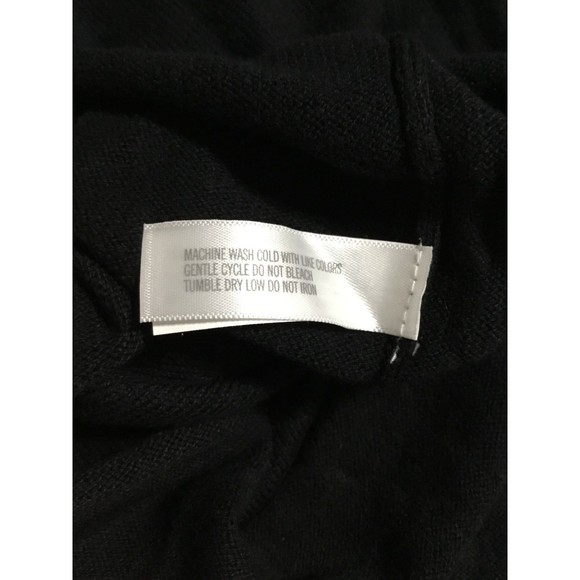 MACHINE WASH COLD WITH LIKE COLORS
GENTLE CYCLE DO NOT BLEACH
TUMBLE DRY LOW DO NOT IRON